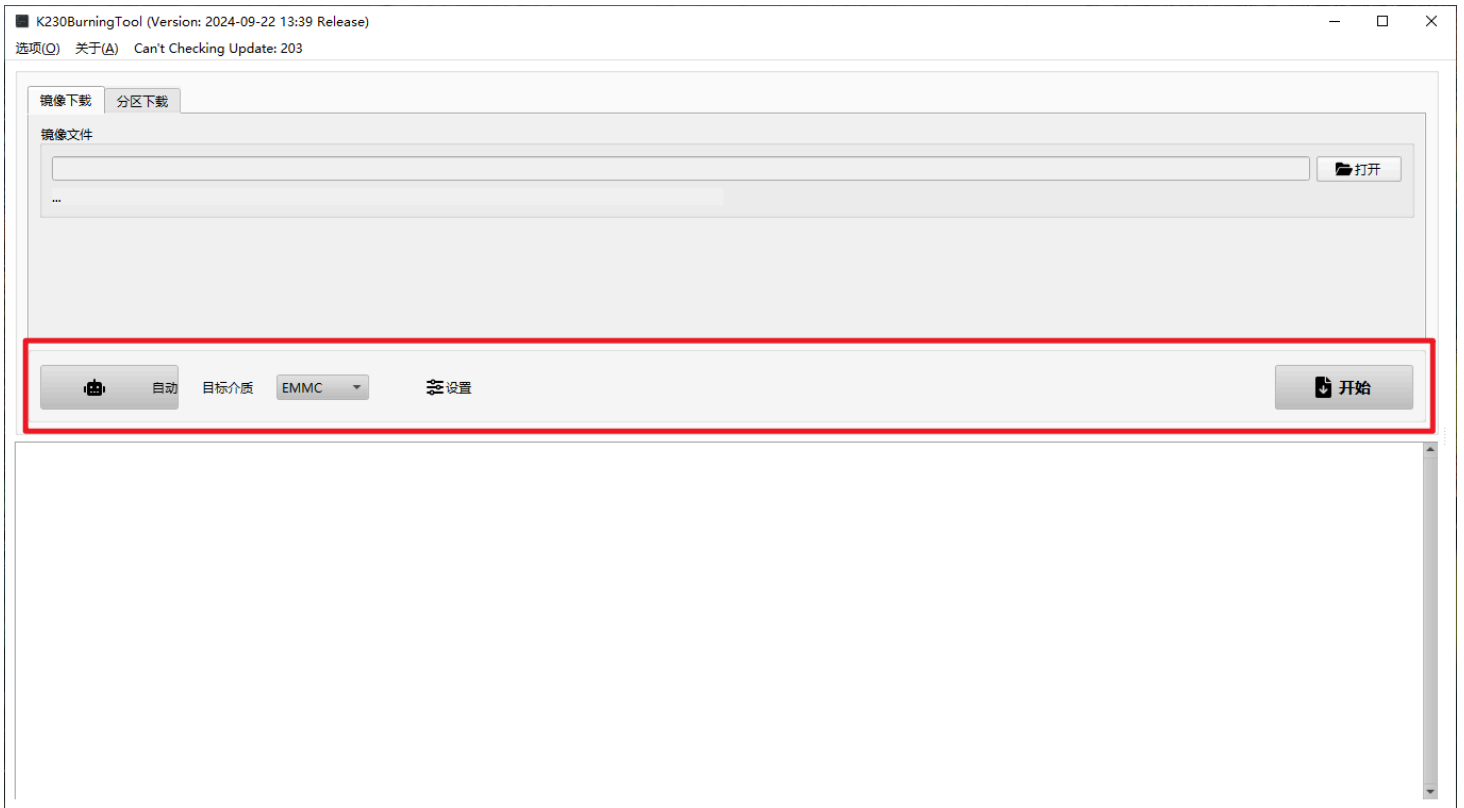 K230BurningTool (Version: 2024-09-22 13:39 Release)
选项(O) 关于(A) Can't Checking Update: 203
镜像下载 分区下载
镜像文件
打开
...
自动 目标介质 EMMC 设置 开始